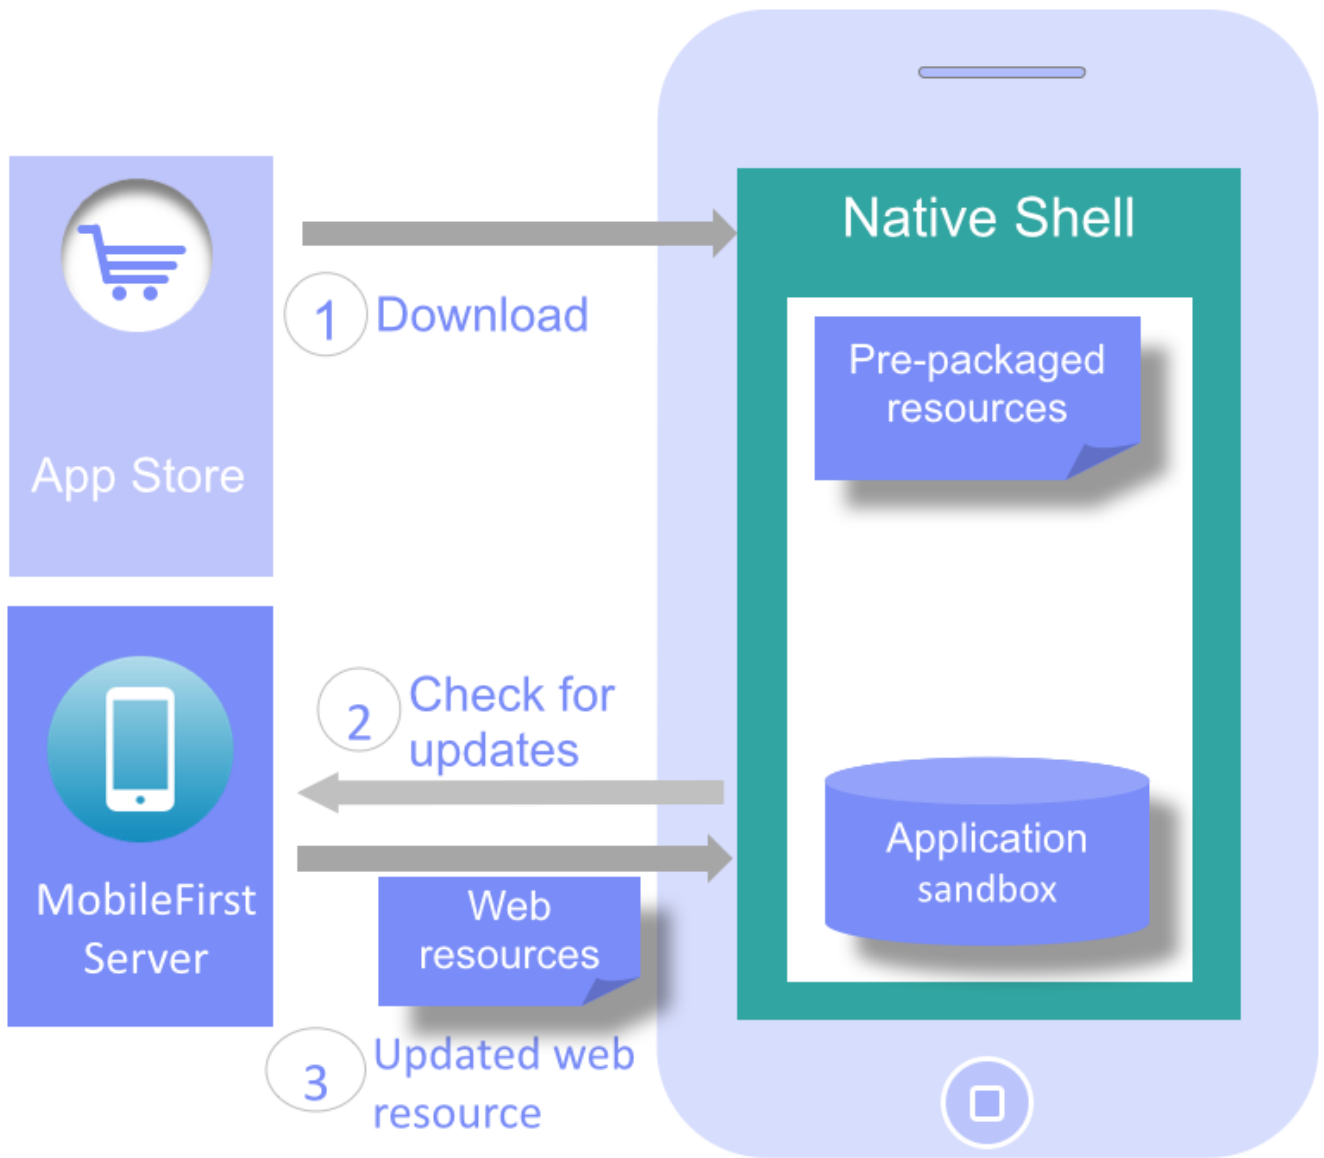 Native Shell
App Store
1
Download
Pre-packaged
resources
MobileFirst
Server
2
Check for
updates
Web
resources
3
Updated web
resource
Application
sandbox